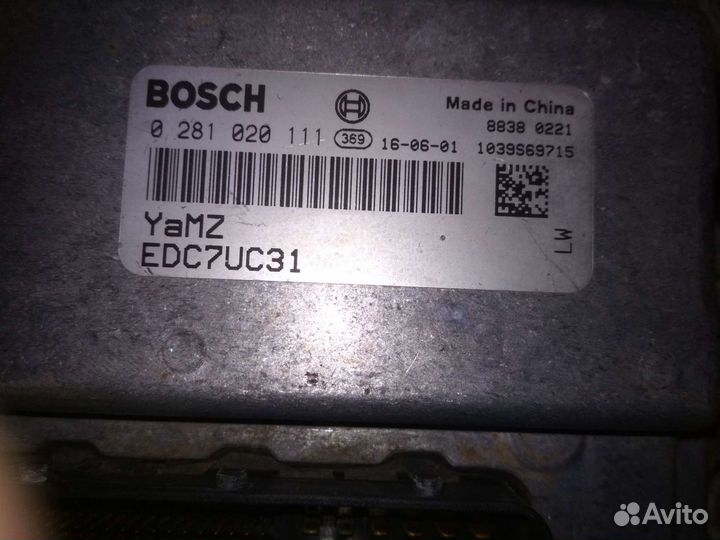 BOSCH
Made in China
8838 0221
0 281 020 111 369 16-06-01 1039S69715
YaMZ
EDC7UC31
LW
Avito